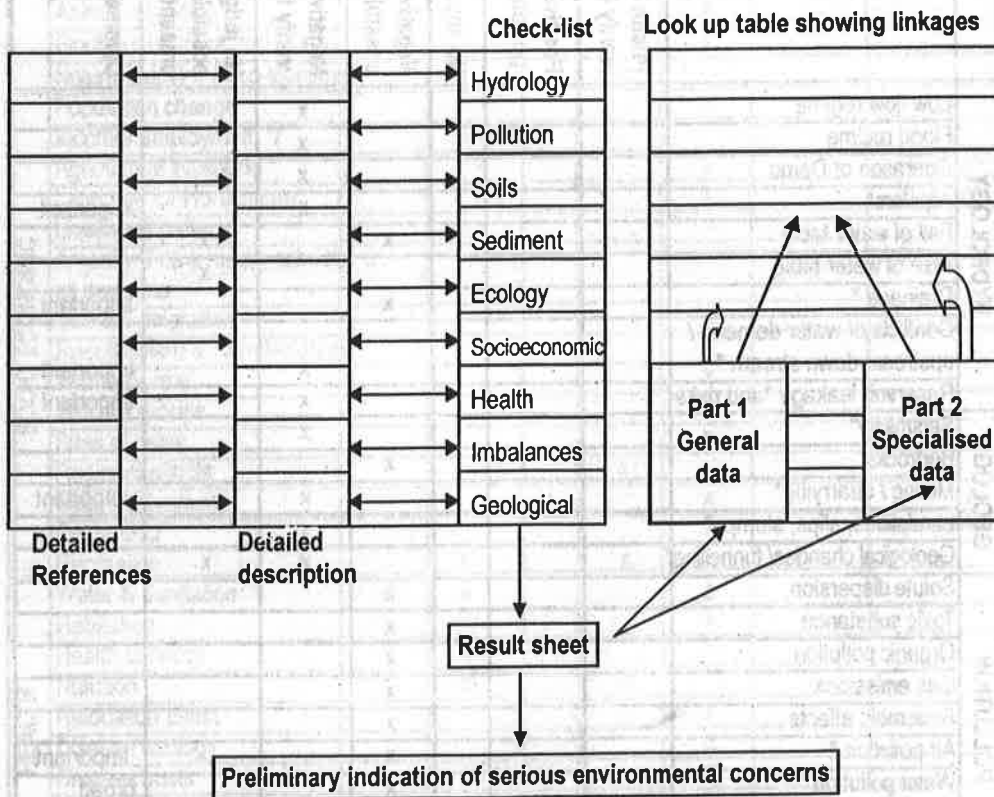 Check-list
Look up table showing linkages
Hydrology
Pollution
Soils
Sediment
Ecology
Socioeconomic
Health
Imbalances
Geological
Part 1
General
data
Part 2
Specialised
data
Detailed
References
Detailed
description
Result sheet
Preliminary indication of serious environmental concerns